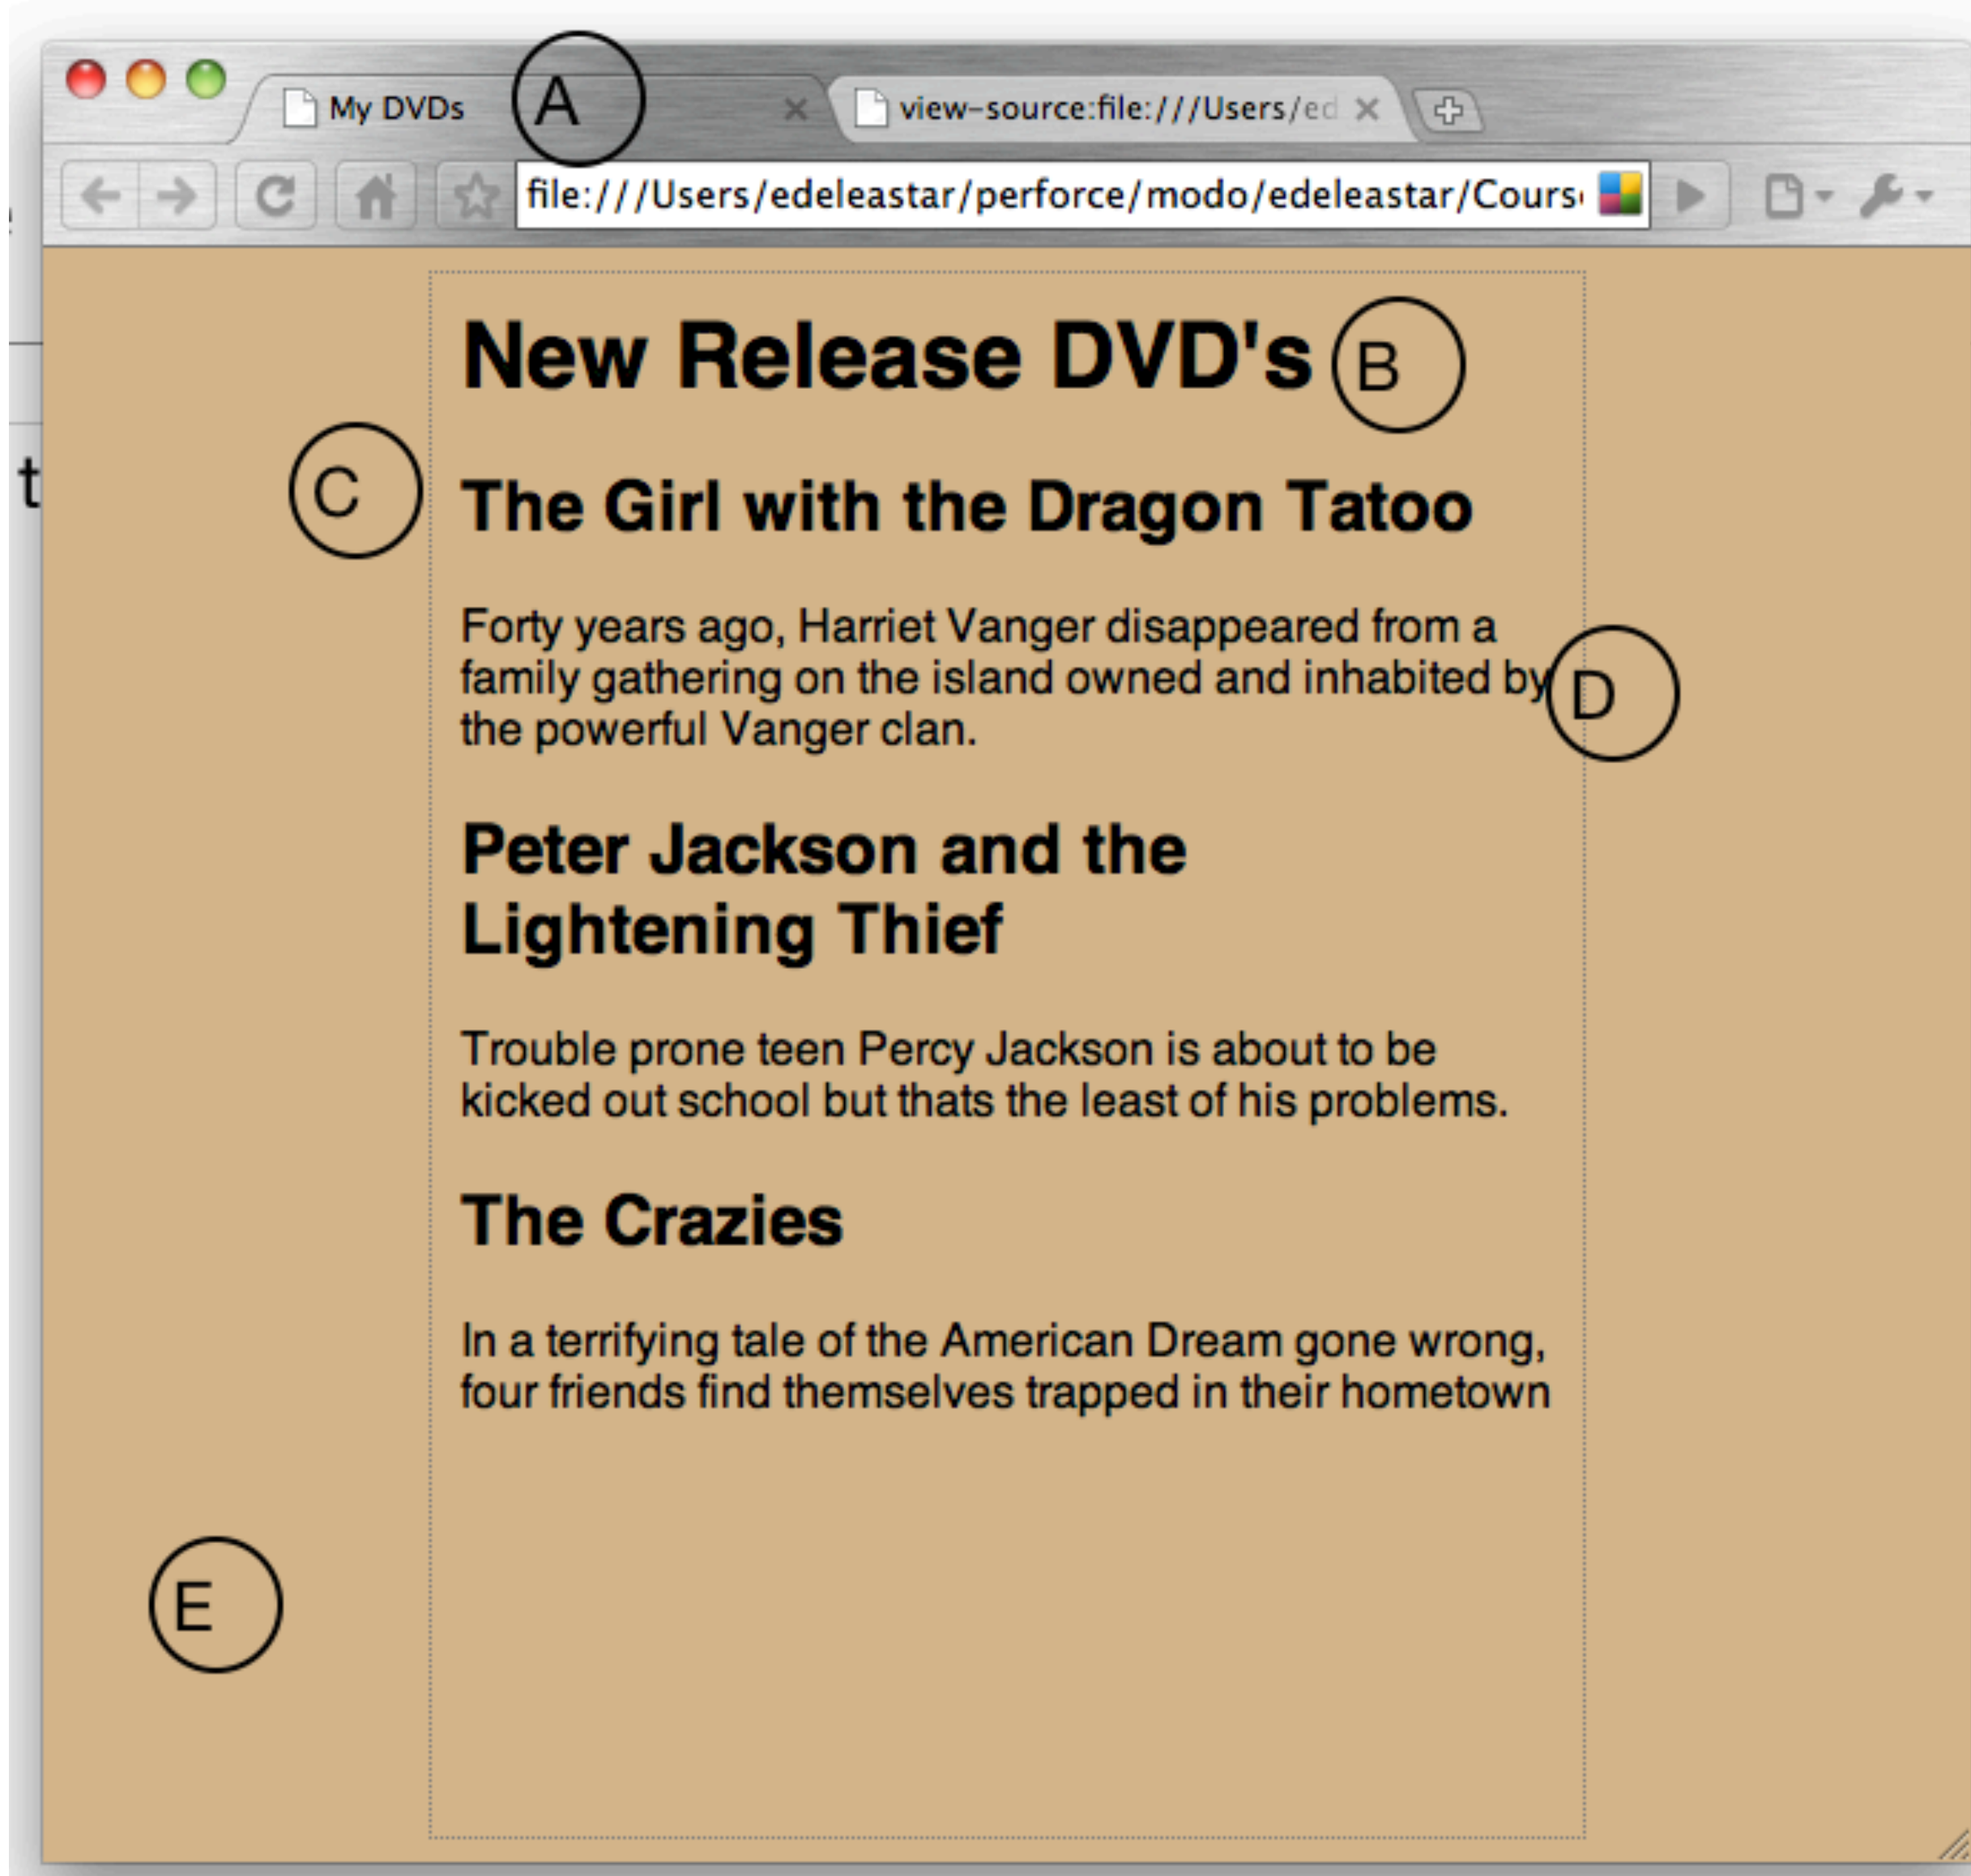 A
My DVDs
view-source:file:///Users/ed
file:///Users/edeleastar/perforce/modo/edeleastar/Cours
New Release DVD's
B
C
t
The Girl with the Dragon Tatoo
Forty years ago, Harriet Vanger disappeared from a
family gathering on the island owned and inhabited by
D
the powerful Vanger clan.
Peter Jackson and the
Lightening Thief
Trouble prone teen Percy Jackson is about to be
kicked out school but thats the least of his problems.
The Crazies
In a terrifying tale of the American Dream gone wrong,
four friends find themselves trapped in their hometown
E